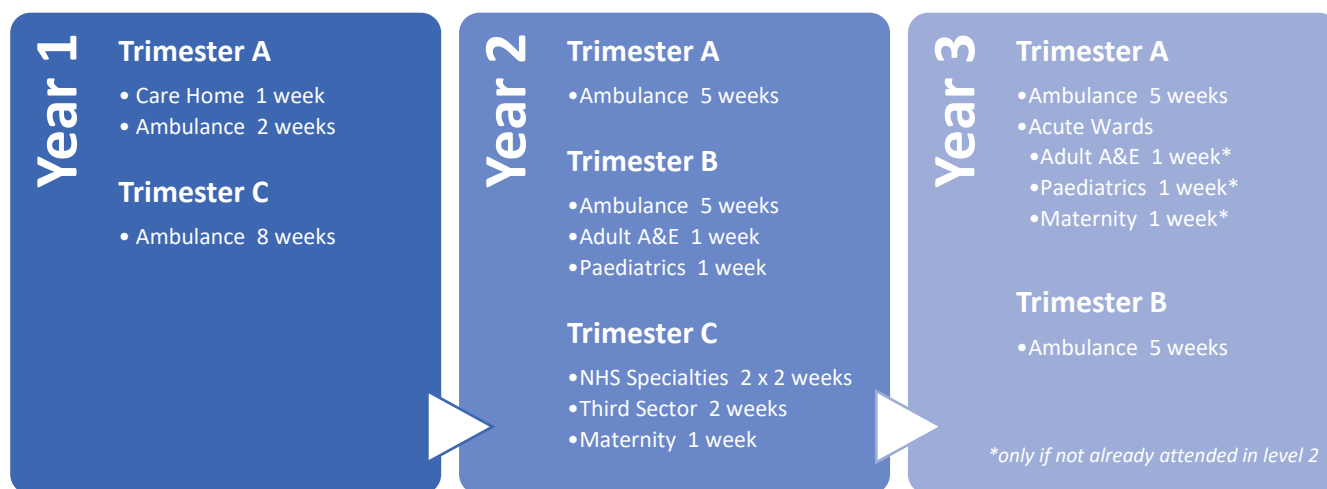 Year 1
Trimester A
• Care Home 1 week
• Ambulance 2 weeks
Trimester C
• Ambulance 8 weeks
Year 2
Trimester A
•Ambulance 5 weeks
Trimester B
•Ambulance 5 weeks
•Adult A&E 1 week
•Paediatrics 1 week
Trimester C
•NHS Specialties 2 x 2 weeks
•Third Sector 2 weeks
•Maternity 1 week
Year 3
Trimester A
•Ambulance 5 weeks
•Acute Wards
•Adult A&E 1 week*
•Paediatrics 1 week*
•Maternity 1 week*
Trimester B
•Ambulance 5 weeks
*only if not already attended in level 2